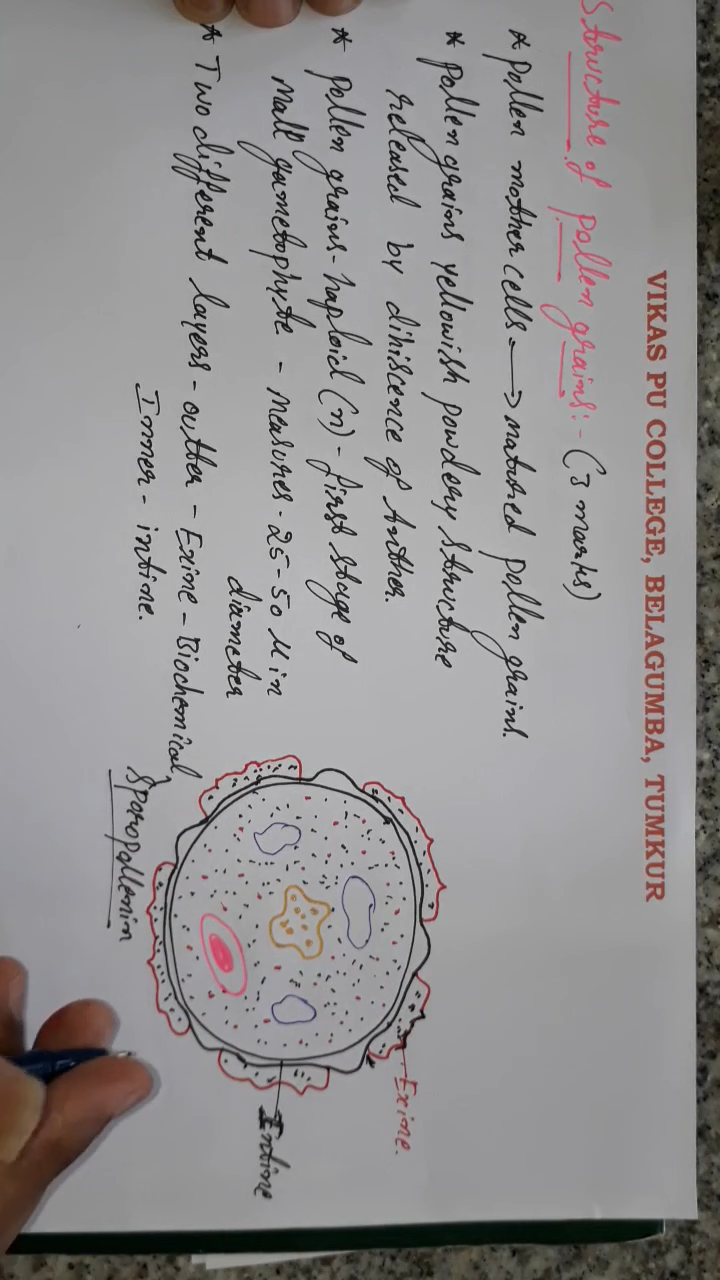 VIKAS PU COLLEGE, BELAGUMBA, TUMKUR
Structure of pollen grains:- (3 marks)
* pollen mother cells → matured pollen grains.
* Pollen grains yellowish powdery structure
released by dihiscence of Anther.
* pollen grains - haploid (n) - first stage of
male gametophyte - measures - 25-50 μ in
diameter
* Two different layers - outter - Exine - Biochemical,
Sporopollenin
Inner - intine.
Exine.
Intine